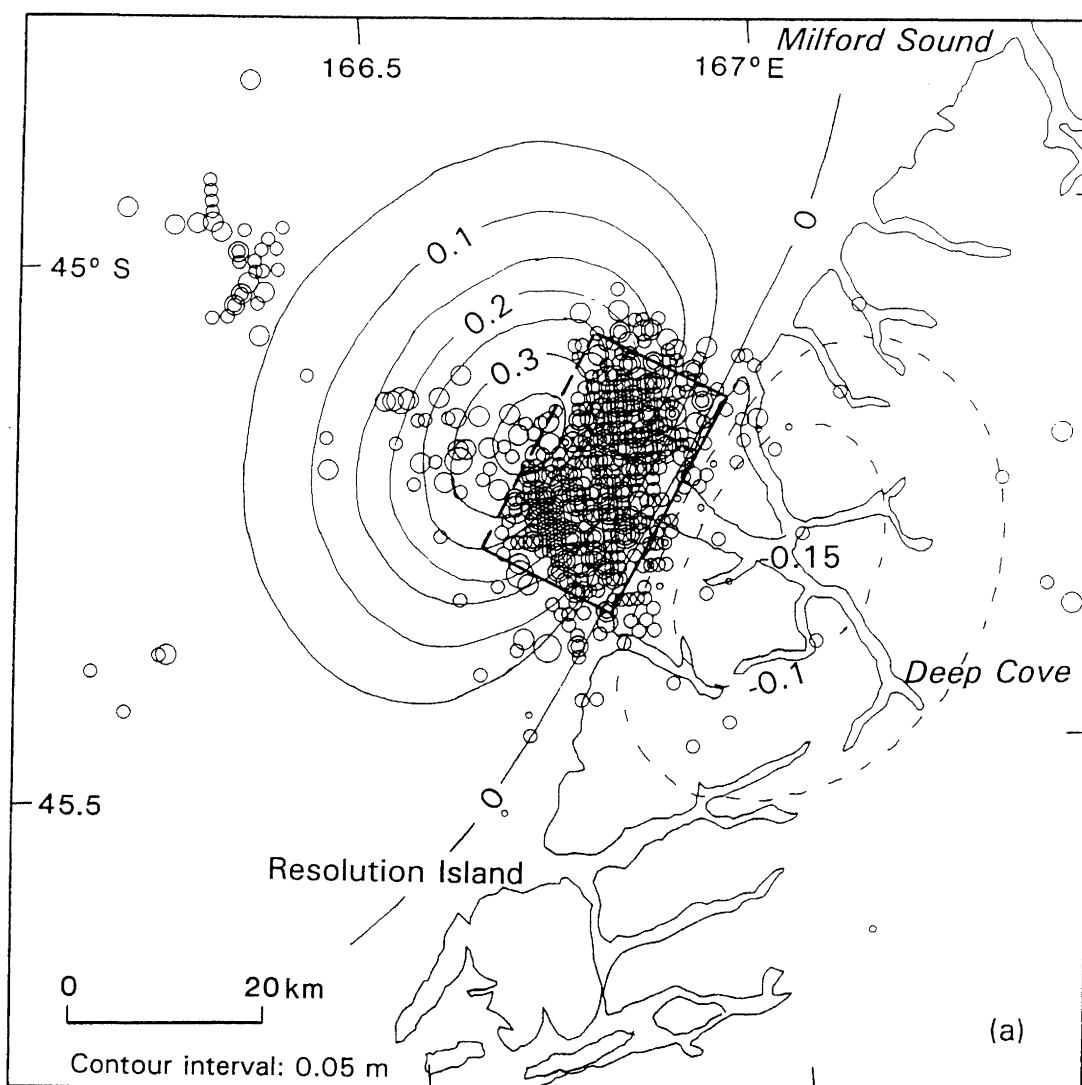 Milford Sound
166.5
167°E
0
0.1
45° S
0.2
0.3
-0.15
Deep Cove
-0.1
0
45.5
Resolution Island
0
20 km
(a)
Contour interval: 0.05 m